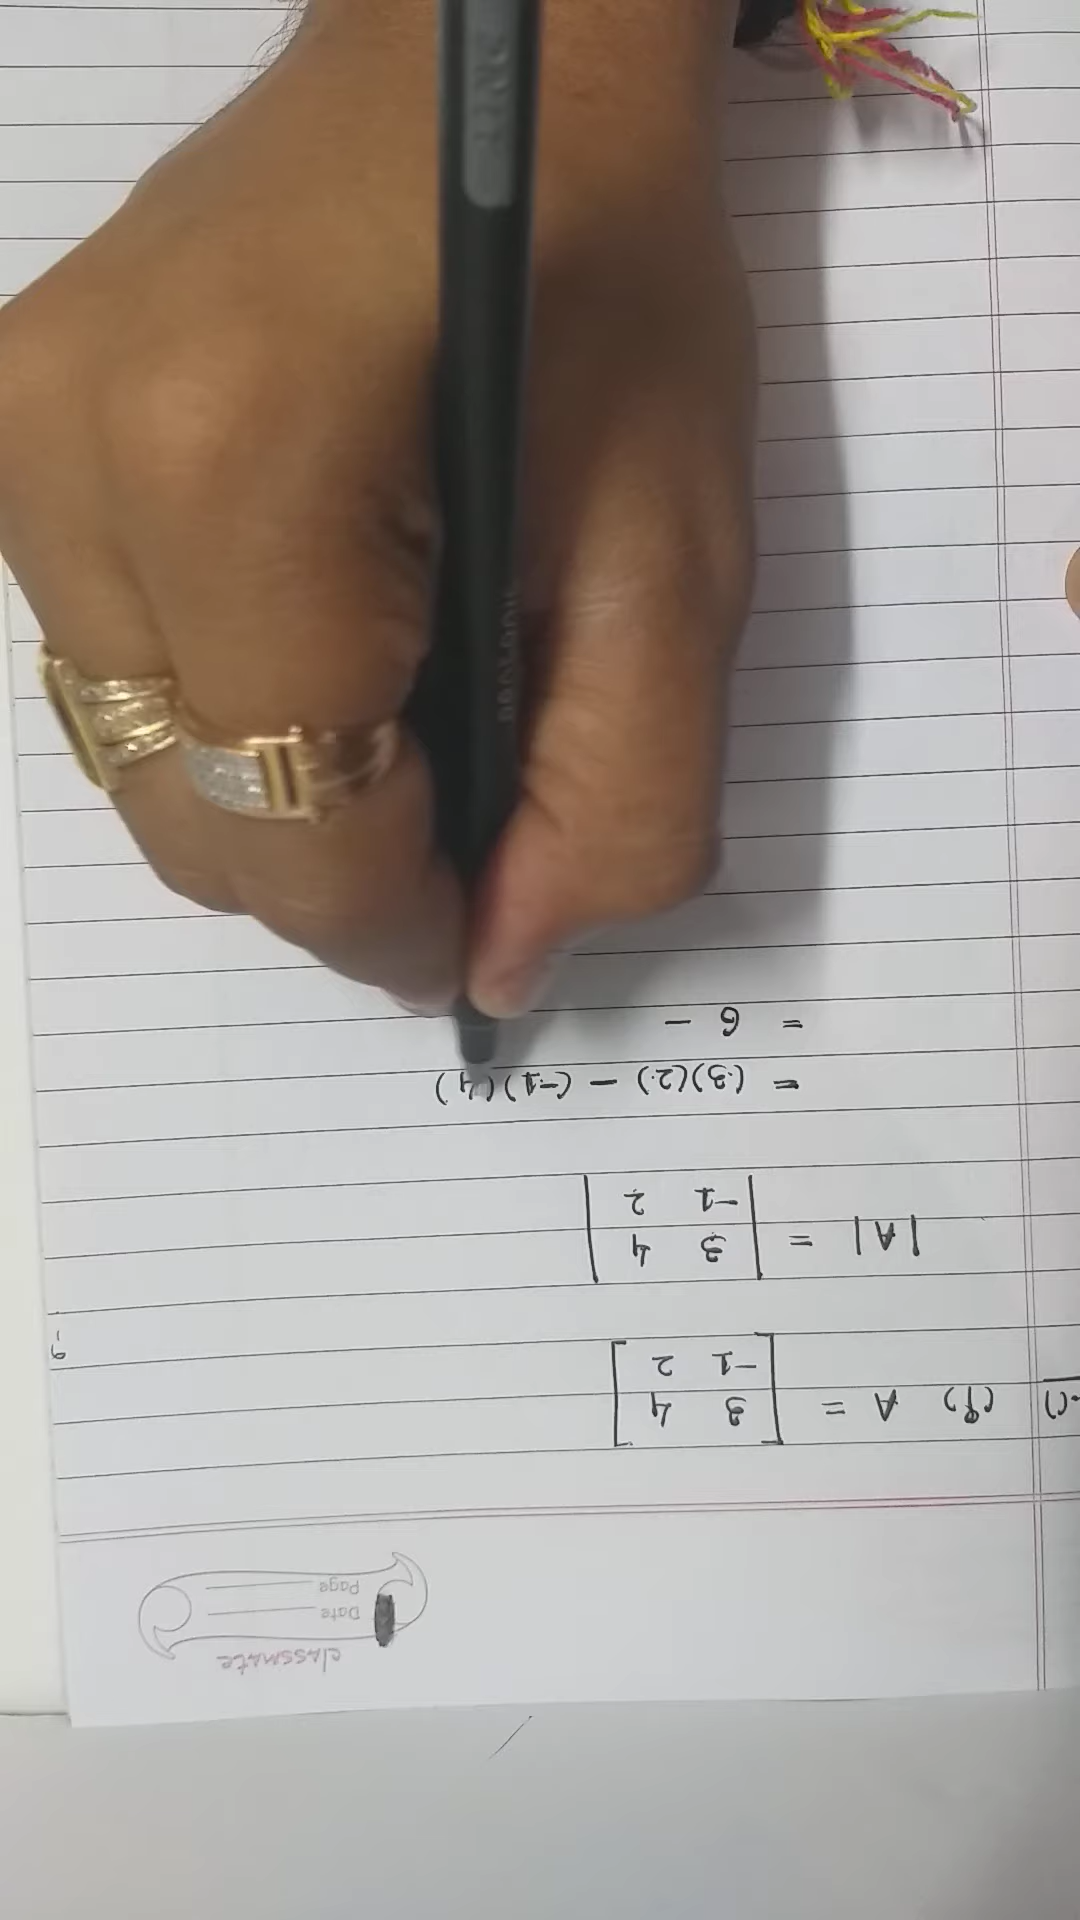 classmate
Date
Page
(i) A = [ 3 4
-1 2 ]
|A| = | 3 4
-1 2 |
= (3)(2) - (-1)(4)
= 6 -